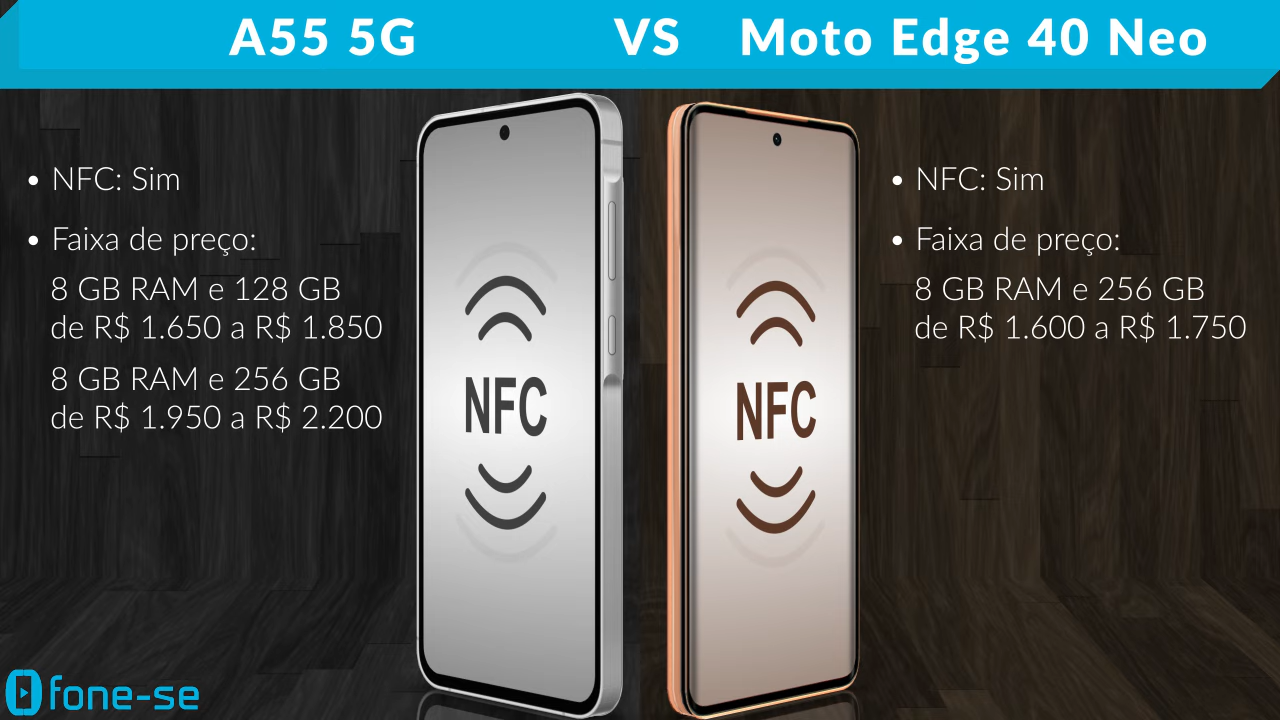 A55 5G VS Moto Edge 40 Neo
• NFC: Sim
• Faixa de preço:
8 GB RAM e 128 GB
de R$ 1.650 a R$ 1.850
8 GB RAM e 256 GB
de R$ 1.950 a R$ 2.200
NFC
NFC
• NFC: Sim
• Faixa de preço:
8 GB RAM e 256 GB
de R$ 1.600 a R$ 1.750
fone-se